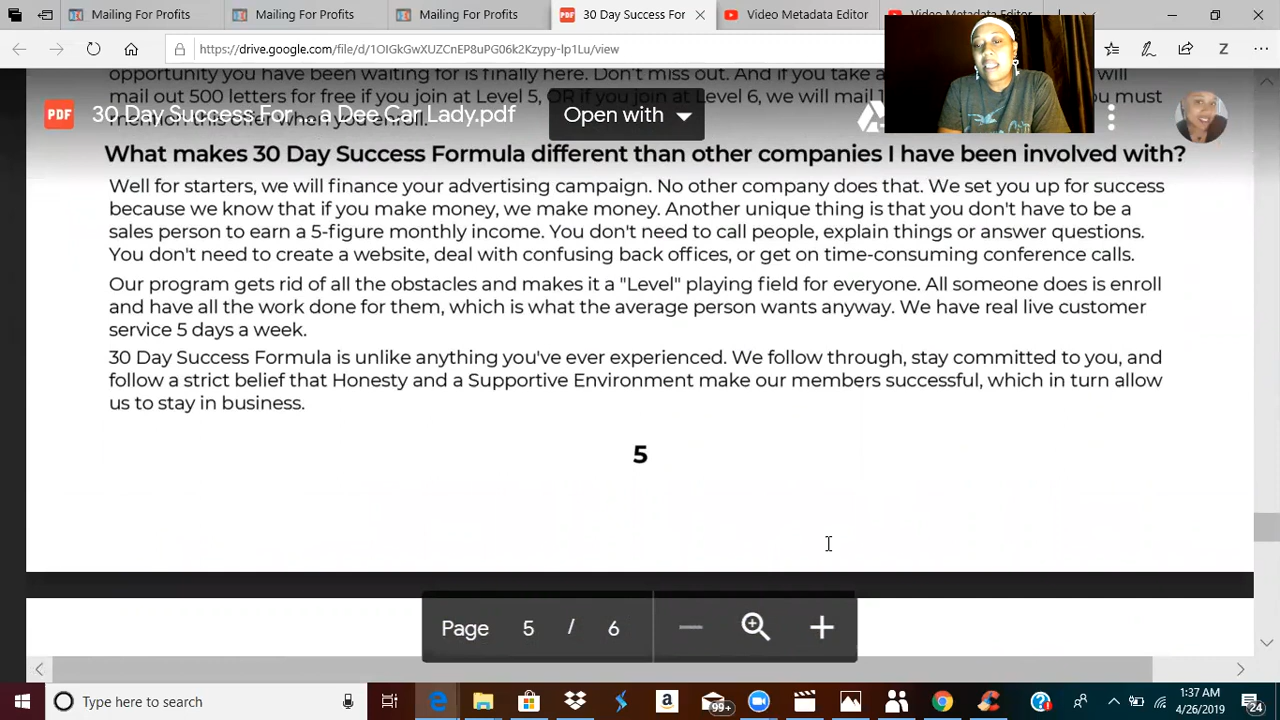 Mailing For Profits
Mailing For Profits
Mailing For Profits
30 Day Success For
Video Metadata Editor
Video Metadata Editor
https://drive.google.com/file/d/1OIGkGwXUZCnEP8uPG06k2Kzypy-lp1Lu/view
opportunity you have been waiting for is finally here. Don't miss out. And if you take a will
mail out 500 letters for free if you join at Level 5, OR if you join at Level 6, we will mail 1 ou must
mention this offer when you enroll.
PDF
30 Day Success For ... a Dee Car Lady.pdf
Open with
What makes 30 Day Success Formula different than other companies I have been involved with?
Well for starters, we will finance your advertising campaign. No other company does that. We set you up for success
because we know that if you make money, we make money. Another unique thing is that you don't have to be a
sales person to earn a 5-figure monthly income. You don't need to call people, explain things or answer questions.
You don't need to create a website, deal with confusing back offices, or get on time-consuming conference calls.
Our program gets rid of all the obstacles and makes it a "Level" playing field for everyone. All someone does is enroll
and have all the work done for them, which is what the average person wants anyway. We have real live customer
service 5 days a week.
30 Day Success Formula is unlike anything you've ever experienced. We follow through, stay committed to you, and
follow a strict belief that Honesty and a Supportive Environment make our members successful, which in turn allow
us to stay in business.
5
Page 5 / 6
Type here to search
99+
1:37 AM
4/26/2019
24